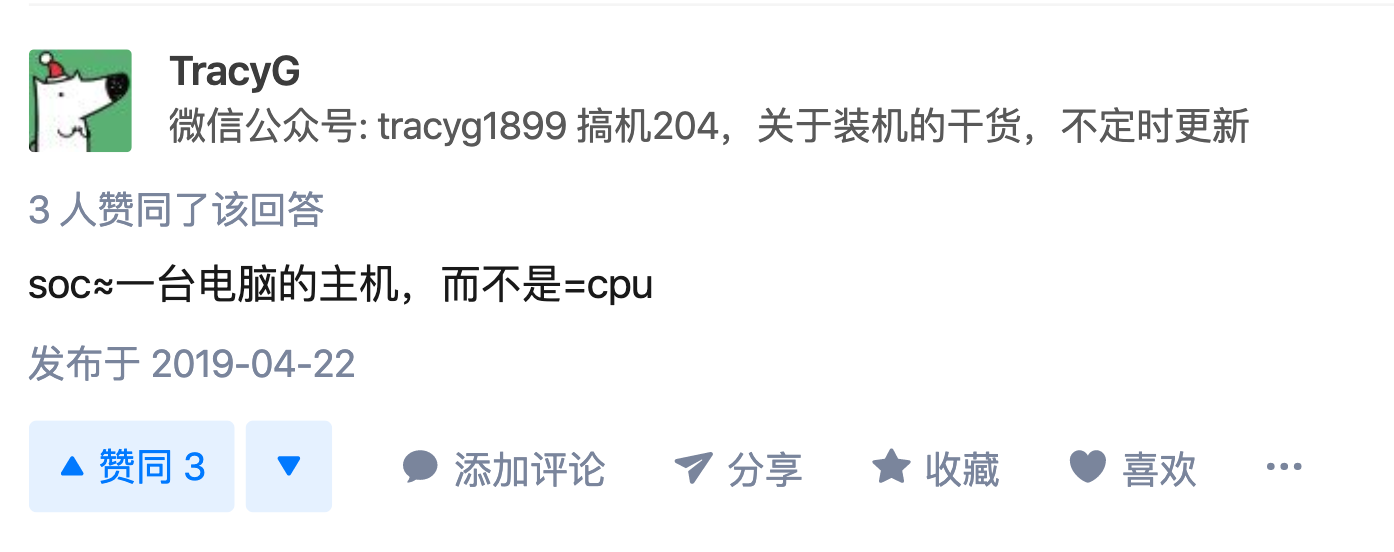 TracyG
微信公众号: tracyg1899 搞机204，关于装机的干货，不定时更新
3 人赞同了该回答
soc≈一台电脑的主机，而不是=cpu
发布于 2019-04-22
赞同 3 添加评论 分享 收藏 喜欢 ···